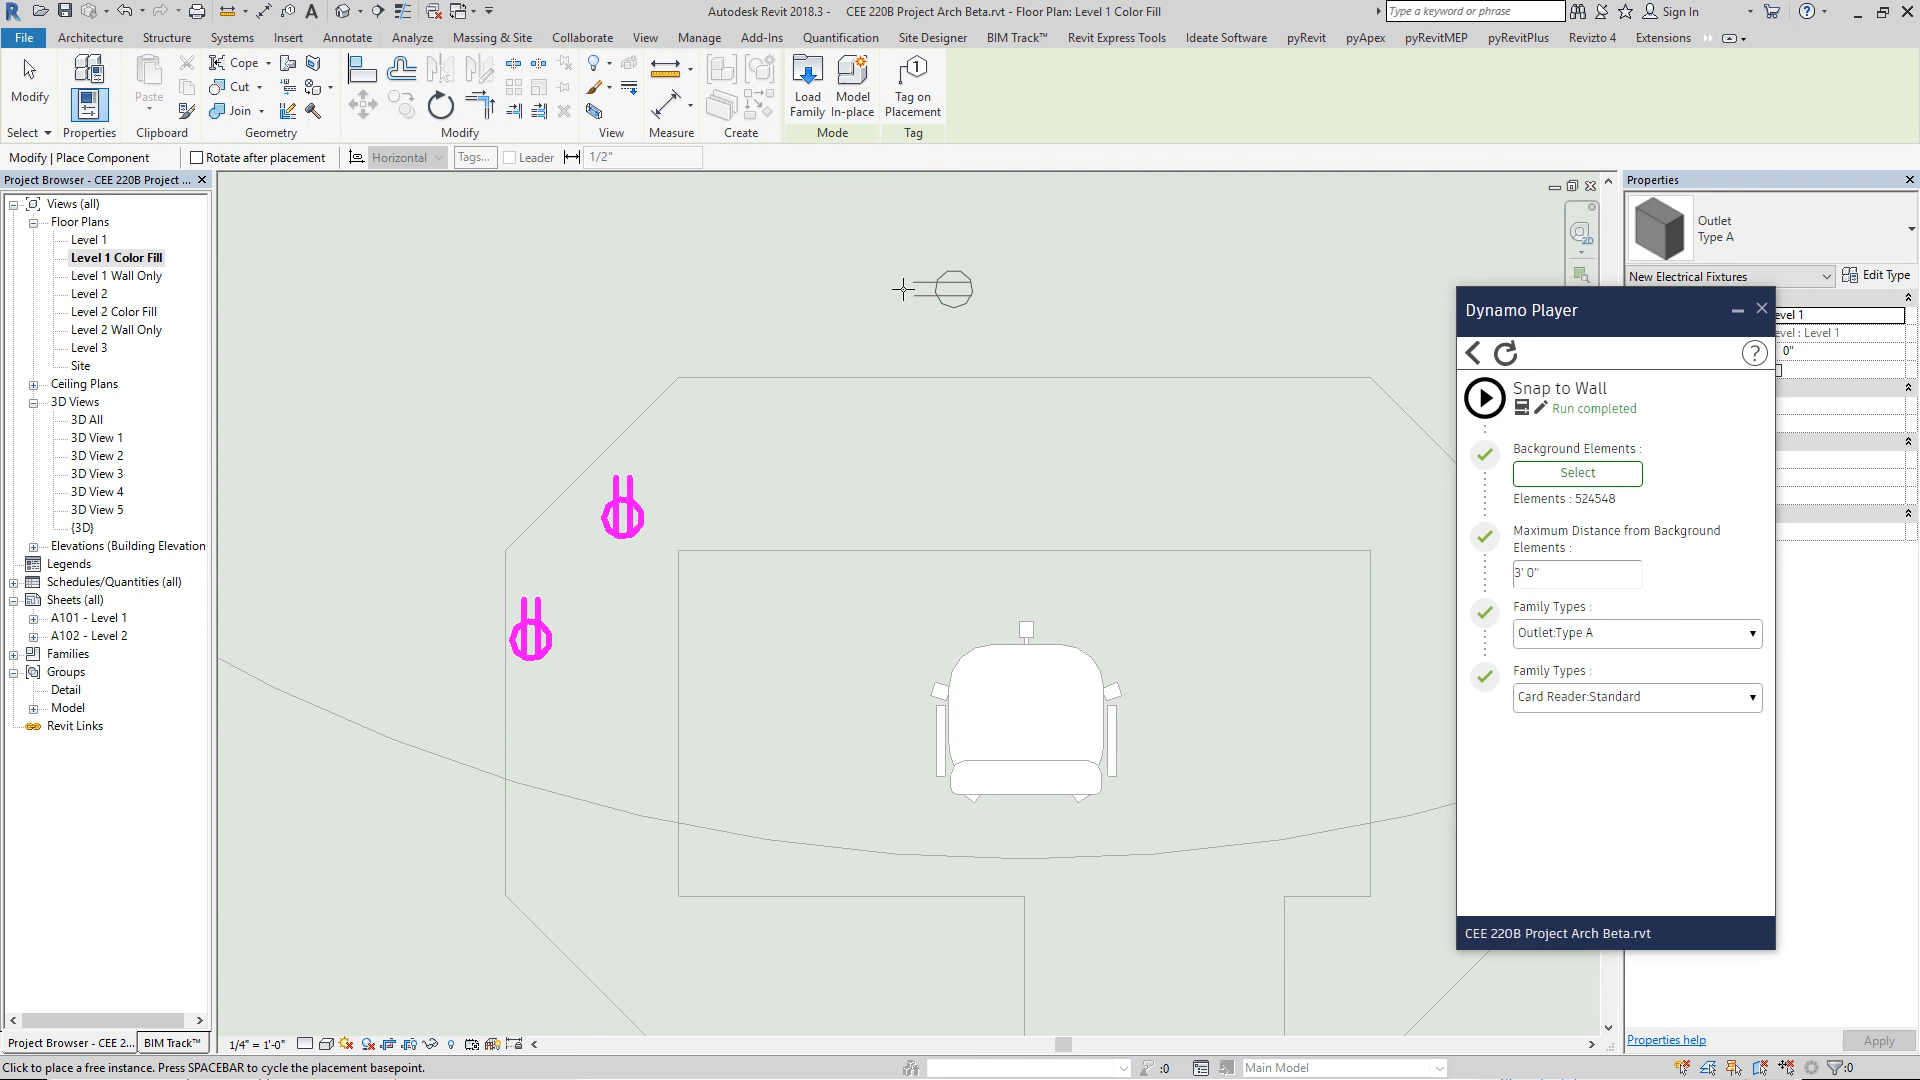 Autodesk Revit 2018.3 - CEE 220B Project Arch Beta.rvt - Floor Plan: Level 1 Color Fill
Type a keyword or phrase
Sign In
File Architecture Structure Systems Insert Annotate Analyze Massing & Site Collaborate View Manage Add-Ins Quantification Site Designer BIM Track™ Revit Express Tools Ideate Software pyRevit pyApex pyRevitMEP pyRevitPlus Revizto 4 Extensions
Modify
Paste
Cope
Cut
Join
Load Family
Model In-place
Tag on Placement
Select Properties Clipboard Geometry Modify View Measure Create Mode Tag
Modify | Place Component
Rotate after placement
Horizontal
Tags...
Leader
1/2"
Project Browser - CEE 220B Project ...
Views (all)
Floor Plans
Level 1
Level 1 Color Fill
Level 1 Wall Only
Level 2
Level 2 Color Fill
Level 2 Wall Only
Level 3
Site
Ceiling Plans
3D Views
3D All
3D View 1
3D View 2
3D View 3
3D View 4
3D View 5
{3D}
Elevations (Building Elevation
Legends
Schedules/Quantities (all)
Sheets (all)
A101 - Level 1
A102 - Level 2
Families
Groups
Detail
Model
Revit Links
Project Browser - CEE 2...
BIM Track™
2D
Properties
Outlet
Type A
New Electrical Fixtures
Edit Type
evel 1
evel : Level 1
0"
Dynamo Player
?
Snap to Wall
Run completed
Background Elements :
Select
Elements : 524548
Maximum Distance from Background
Elements :
3' 0"
Family Types :
Outlet:Type A
Family Types :
Card Reader:Standard
CEE 220B Project Arch Beta.rvt
Properties help
Apply
1/4" = 1'-0"
Click to place a free instance. Press SPACEBAR to cycle the placement basepoint.
:0
Main Model
:0